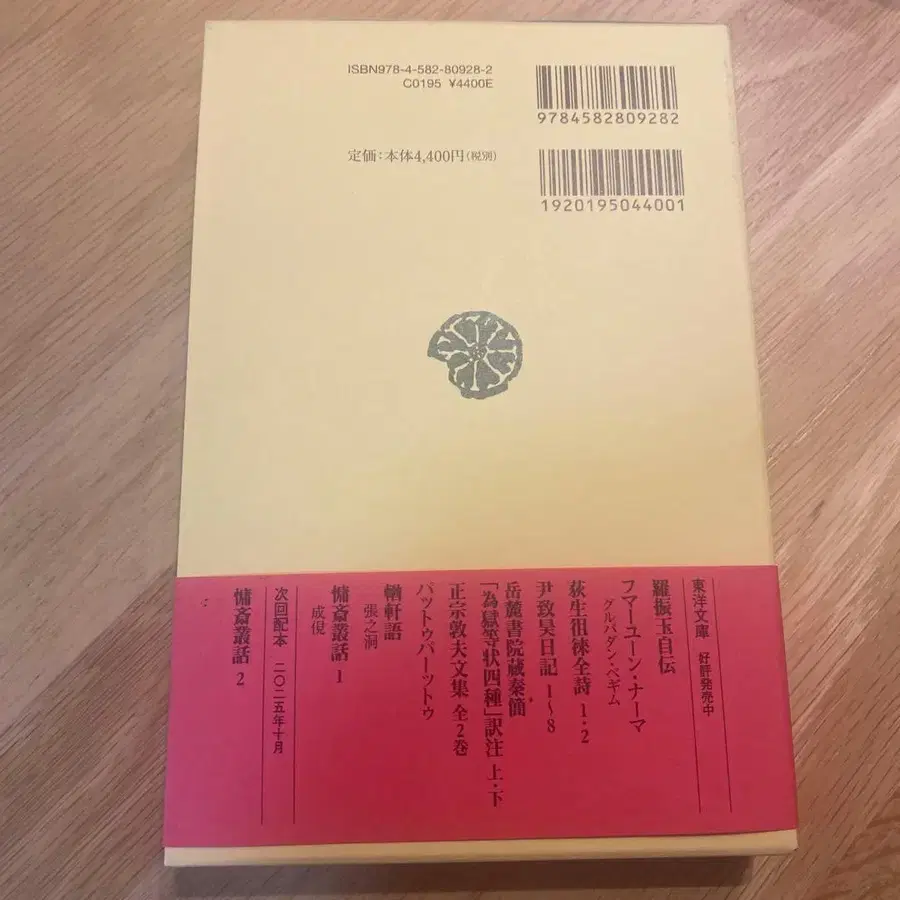 ISBN978-4-582-80928-2
C0195 ¥4400E
定価：本体4,400円（税別）
9784582809282
1920195044001
東洋文庫 好評発売中
羅振玉自伝
フマーユーン・ナーマ
グルバダン・ベギム
荻生徂徠全詩 1・2
尹致昊日記 1〜8
岳麓書院蔵秦簡
「為獄等状四種」訳注 上・下
正宗敦夫文集 全2巻
パットゥパーットゥ
輶軒語
張之洞
慵斎叢話 1
成俔
次回配本 二〇二五年十月
慵斎叢話 2